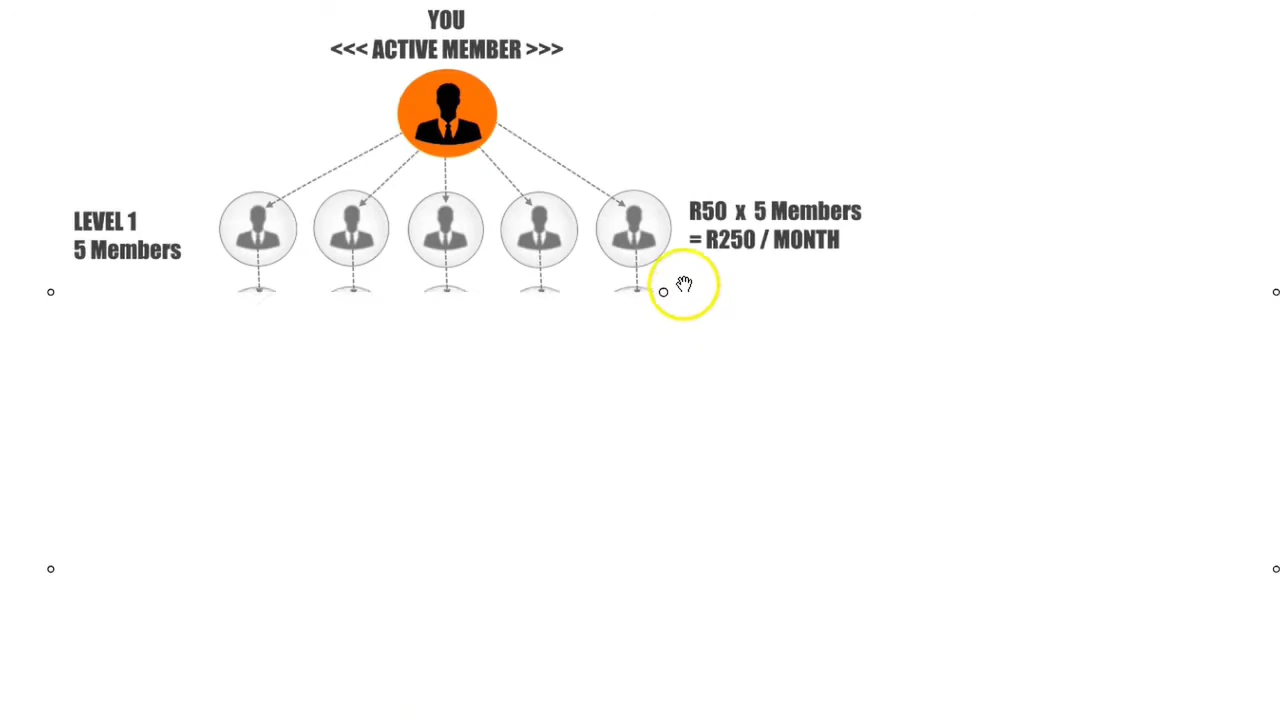 YOU
<<< ACTIVE MEMBER >>>
LEVEL 1
5 Members
R50 x 5 Members
= R250 / MONTH